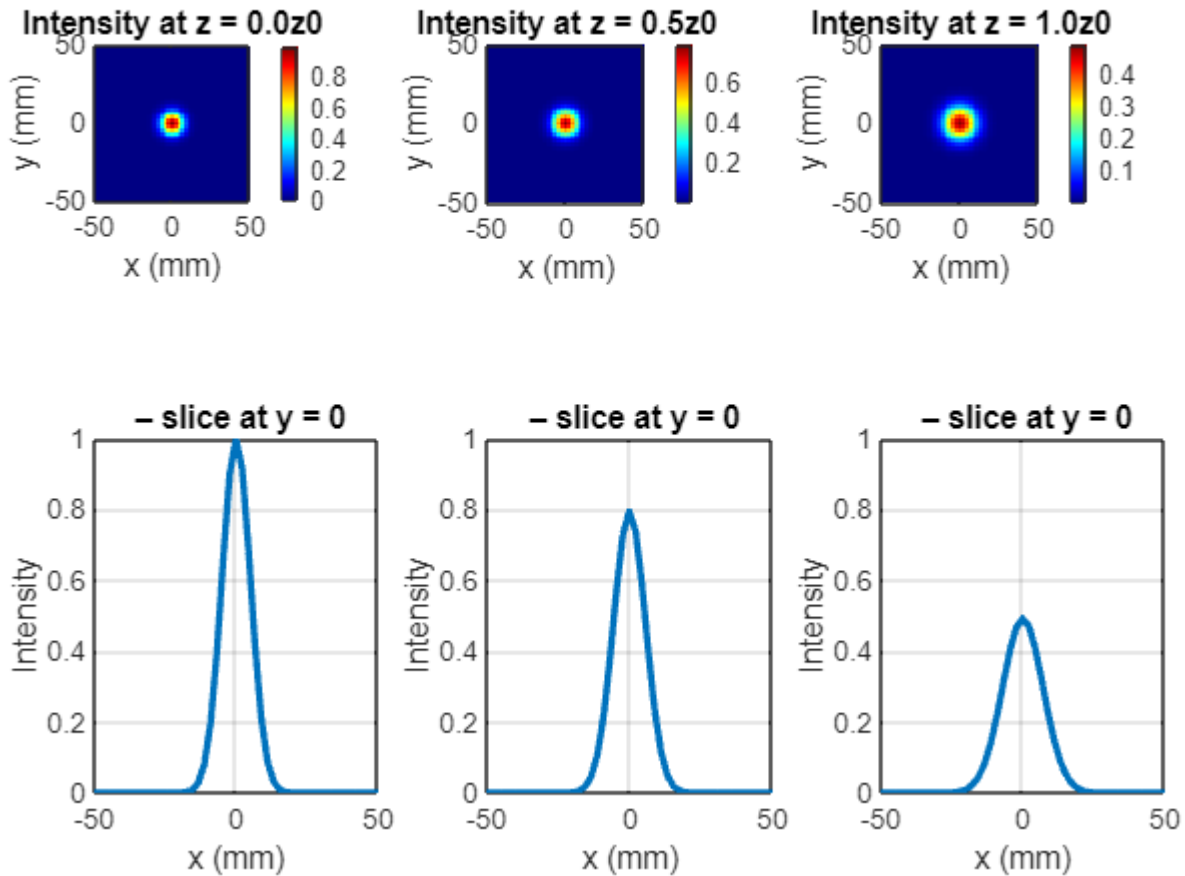 Intensity at z = 0.0z0
50
0
-50
y (mm)
-50 0 50
x (mm)
0.8
0.6
0.4
0.2
0
Intensity at z = 0.5z0
50
0
-50
y (mm)
-50 0 50
x (mm)
0.6
0.4
0.2
Intensity at z = 1.0z0
50
0
-50
y (mm)
-50 0 50
x (mm)
0.4
0.3
0.2
0.1
– slice at y = 0
1
0.8
0.6
0.4
0.2
0
Intensity
-50 0 50
x (mm)
– slice at y = 0
1
0.8
0.6
0.4
0.2
0
Intensity
-50 0 50
x (mm)
– slice at y = 0
1
0.8
0.6
0.4
0.2
0
Intensity
-50 0 50
x (mm)